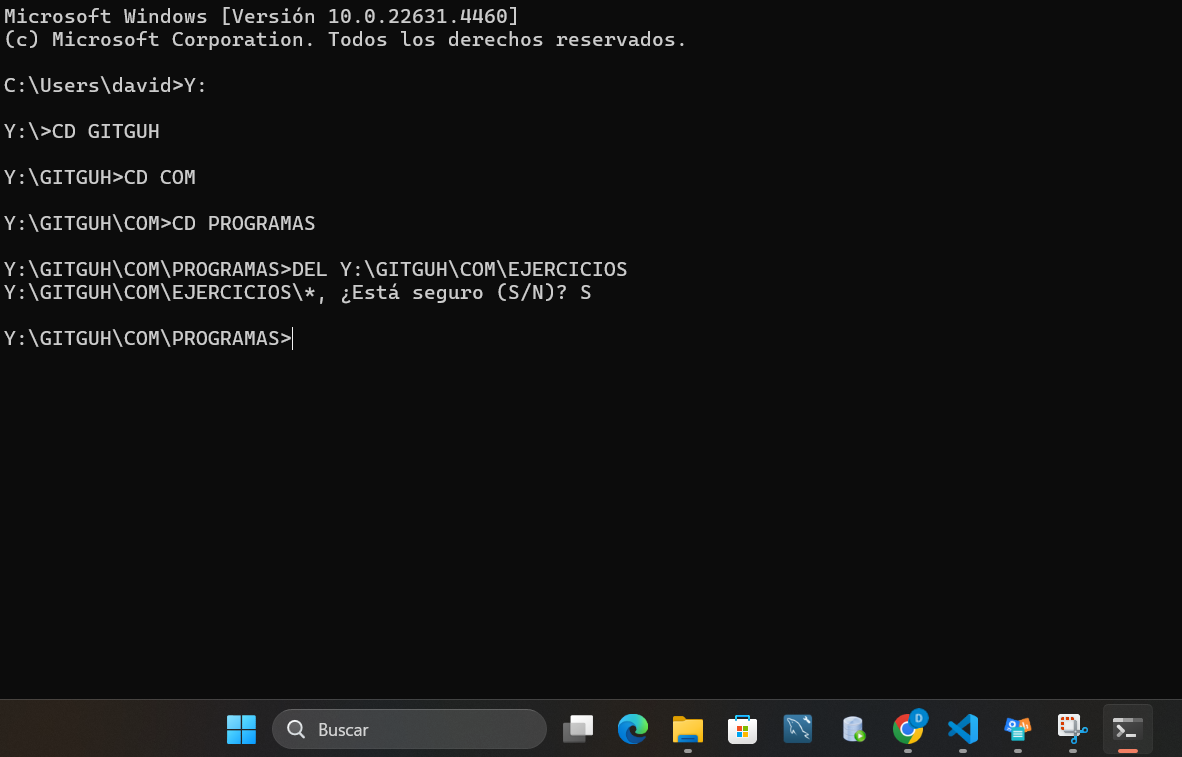 Microsoft Windows [Versión 10.0.22631.4460]
(c) Microsoft Corporation. Todos los derechos reservados.
C:\Users\david>Y:
Y:\>CD GITGUH
Y:\GITGUH>CD COM
Y:\GITGUH\COM>CD PROGRAMAS
Y:\GITGUH\COM\PROGRAMAS>DEL Y:\GITGUH\COM\EJERCICIOS
Y:\GITGUH\COM\EJERCICIOS\*, ¿Está seguro (S/N)? S
Y:\GITGUH\COM\PROGRAMAS>
Buscar
D